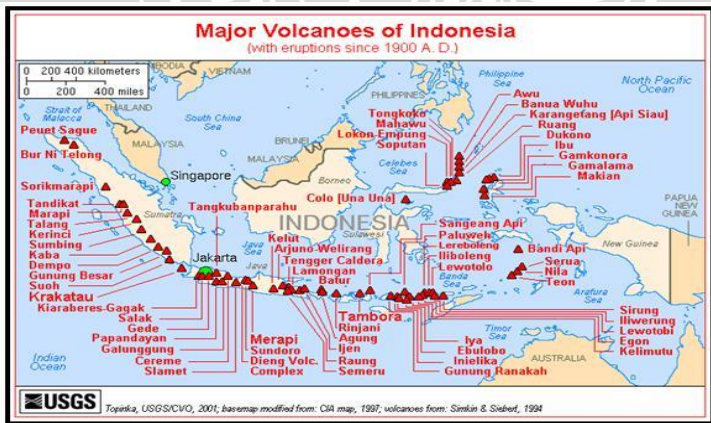 Major Volcanoes of Indonesia
(with eruptions since 1900 A. D.)
0 200 400 kilometers
0 200 400 miles
CAMBODIA
VIETNAM
THAILAND
Strait of Malacca
South China Sea
MALAYSIA
BRUNEI
MALAYSIA
PHILIPPINES
Philippine Sea
North Pacific Ocean
Peuet Sague
Bur Ni Telong
Sorikmarapi
Tandikat
Marapi
Talang
Kerinci
Sumbing
Kaba
Dempo
Gunung Besar
Suoh
Krakatau
Kiaraberes-Gagak
Salak
Gede
Papandayan
Galunggung
Cereme
Slamet
Singapore
Sumatra
Tangkubanparahu
Jakarta
Java Sea
Java
Borneo
INDONESIA
Celebes Sea
Sulawesi
Merapi
Sundoro
Dieng Volc.
Complex
Kelut
Arjuno-Welirang
Tengger Caldera
Lamongan
Batur
Tambora
Rinjani
Agung
Ijen
Raung
Semeru
Tongkoko
Mahawu
Lokon Empung
Soputan
Colo [Una Una]
Awu
Banua Wuhu
Karangetang [Api Siau]
Ruang
Dukono
Ibu
Gamkonora
Gamalama
Makian
Sangeang Api
Paluweh
Lereboleng
Iliboleng
Lewotolo
Banda Sea
Bandi Api
Serua
Nila
Teon
New Guinea
PAPUA NEW GUINEA
Arafura Sea
Sirung
Iliwerung
Lewotobi
Egon
Kelimutu
Iya
Ebulobo
Inielika
Gunung Ranakah
Timor Sea
AUSTRALIA
Indian Ocean
USGS
Topinka, USGS/CVO, 2001; basemap modified from: CIA map, 1997; volcanoes from: Simkin & Siebert, 1994